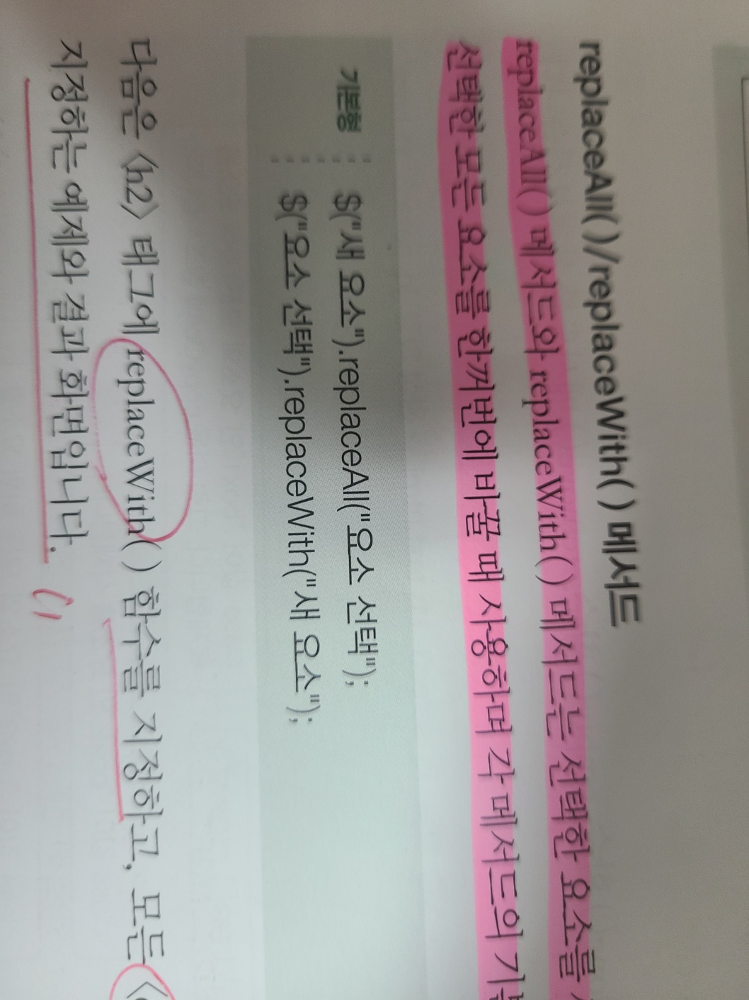 replaceAll( )/replaceWith( ) 메서드
replaceAll( ) 메서드와 replaceWith( ) 메서드는 선택한 요소를
선택한 모든 요소를 한꺼번에 바꿀 때 사용하며 각 메서드의
기본형
$("새 요소").replaceAll("요소 선택");
$("요소 선택").replaceWith("새 요소");
다음은 <h2> 태그에 replaceWith( ) 함수를 지정하고, 모든 <
지정하는 예제와 결과 화면입니다.